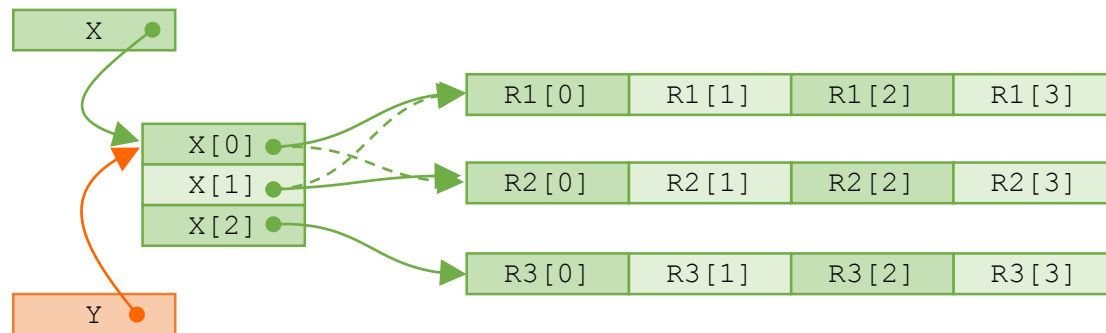 X
R1[0] R1[1] R1[2] R1[3]
X[0]
X[1]
R2[0] R2[1] R2[2] R2[3]
X[2]
R3[0] R3[1] R3[2] R3[3]
Y